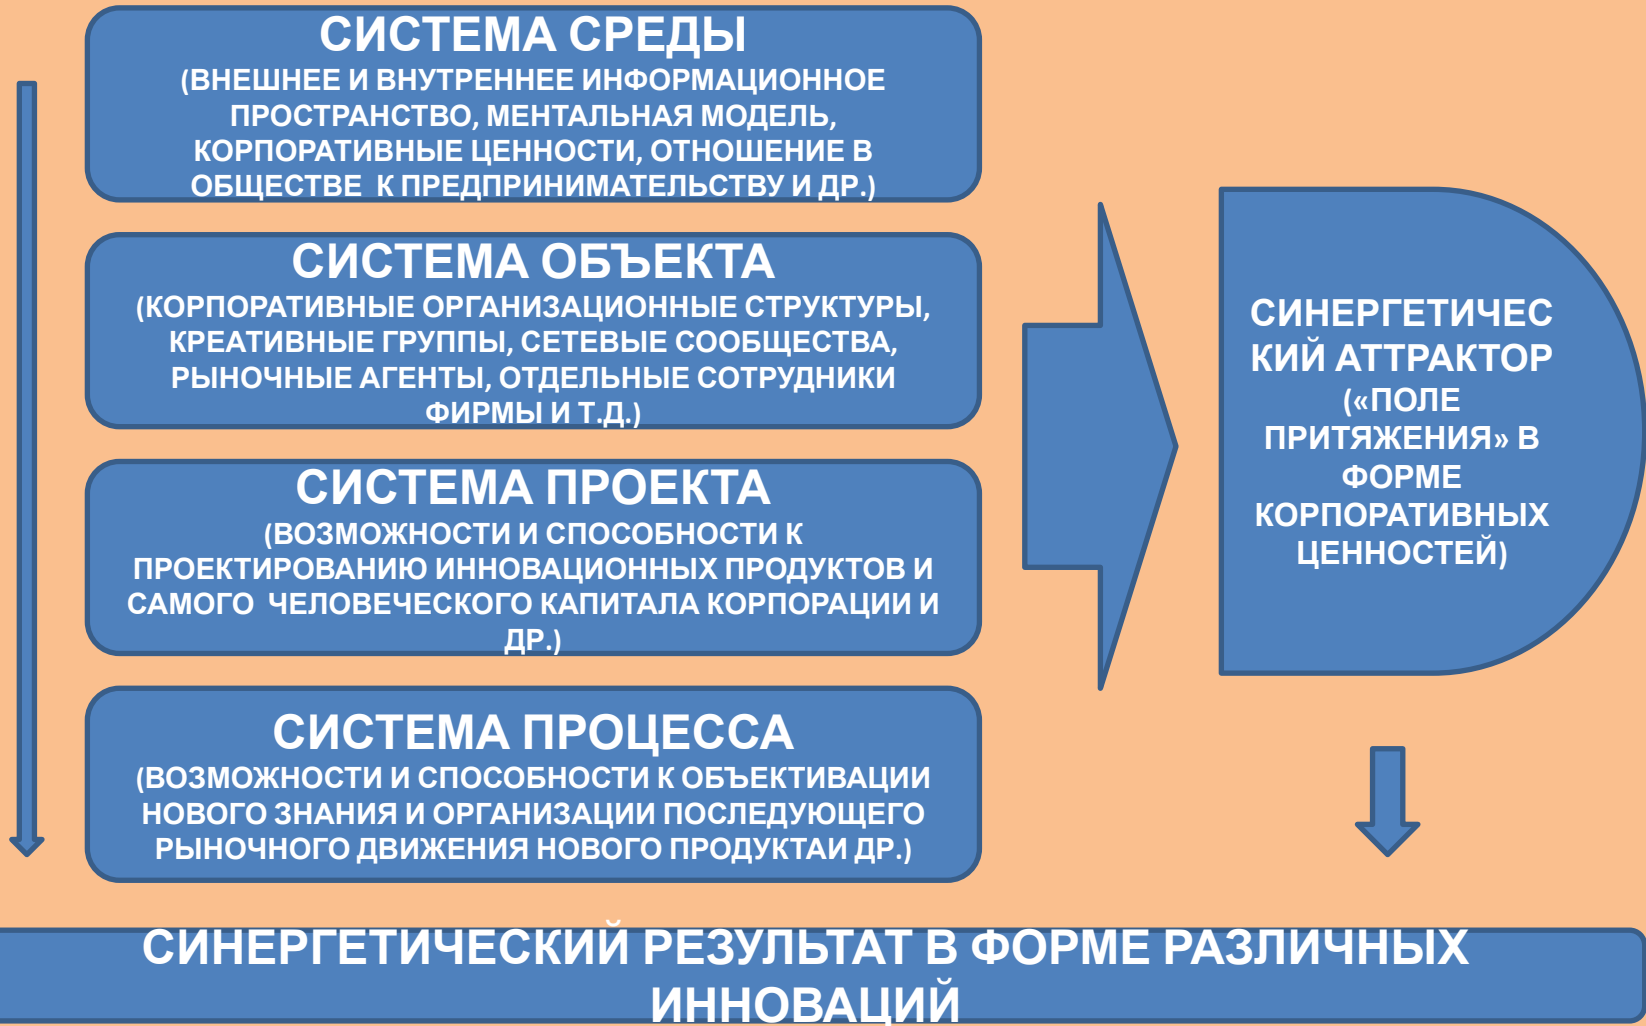 СИСТЕМА СРЕДЫ
(ВНЕШНЕЕ И ВНУТРЕННЕЕ ИНФОРМАЦИОННОЕ
ПРОСТРАНСТВО, МЕНТАЛЬНАЯ МОДЕЛЬ,
КОРПОРАТИВНЫЕ ЦЕННОСТИ, ОТНОШЕНИЕ В
ОБЩЕСТВЕ К ПРЕДПРИНИМАТЕЛЬСТВУ И ДР.)
СИСТЕМА ОБЪЕКТА
(КОРПОРАТИВНЫЕ ОРГАНИЗАЦИОННЫЕ СТРУКТУРЫ,
КРЕАТИВНЫЕ ГРУППЫ, СЕТЕВЫЕ СООБЩЕСТВА,
РЫНОЧНЫЕ АГЕНТЫ, ОТДЕЛЬНЫЕ СОТРУДНИКИ
ФИРМЫ И Т.Д.)
СИСТЕМА ПРОЕКТА
(ВОЗМОЖНОСТИ И СПОСОБНОСТИ К
ПРОЕКТИРОВАНИЮ ИННОВАЦИОННЫХ ПРОДУКТОВ И
САМОГО ЧЕЛОВЕЧЕСКОГО КАПИТАЛА КОРПОРАЦИИ И
ДР.)
СИСТЕМА ПРОЦЕССА
(ВОЗМОЖНОСТИ И СПОСОБНОСТИ К ОБЪЕКТИВАЦИИ
НОВОГО ЗНАНИЯ И ОРГАНИЗАЦИИ ПОСЛЕДУЮЩЕГО
РЫНОЧНОГО ДВИЖЕНИЯ НОВОГО ПРОДУКТАИ ДР.)
СИНЕРГЕТИЧЕС
КИЙ АТТРАКТОР
(«ПОЛЕ
ПРИТЯЖЕНИЯ» В
ФОРМЕ
КОРПОРАТИВНЫХ
ЦЕННОСТЕЙ)
СИНЕРГЕТИЧЕСКИЙ РЕЗУЛЬТАТ В ФОРМЕ РАЗЛИЧНЫХ
ИННОВАЦИЙ